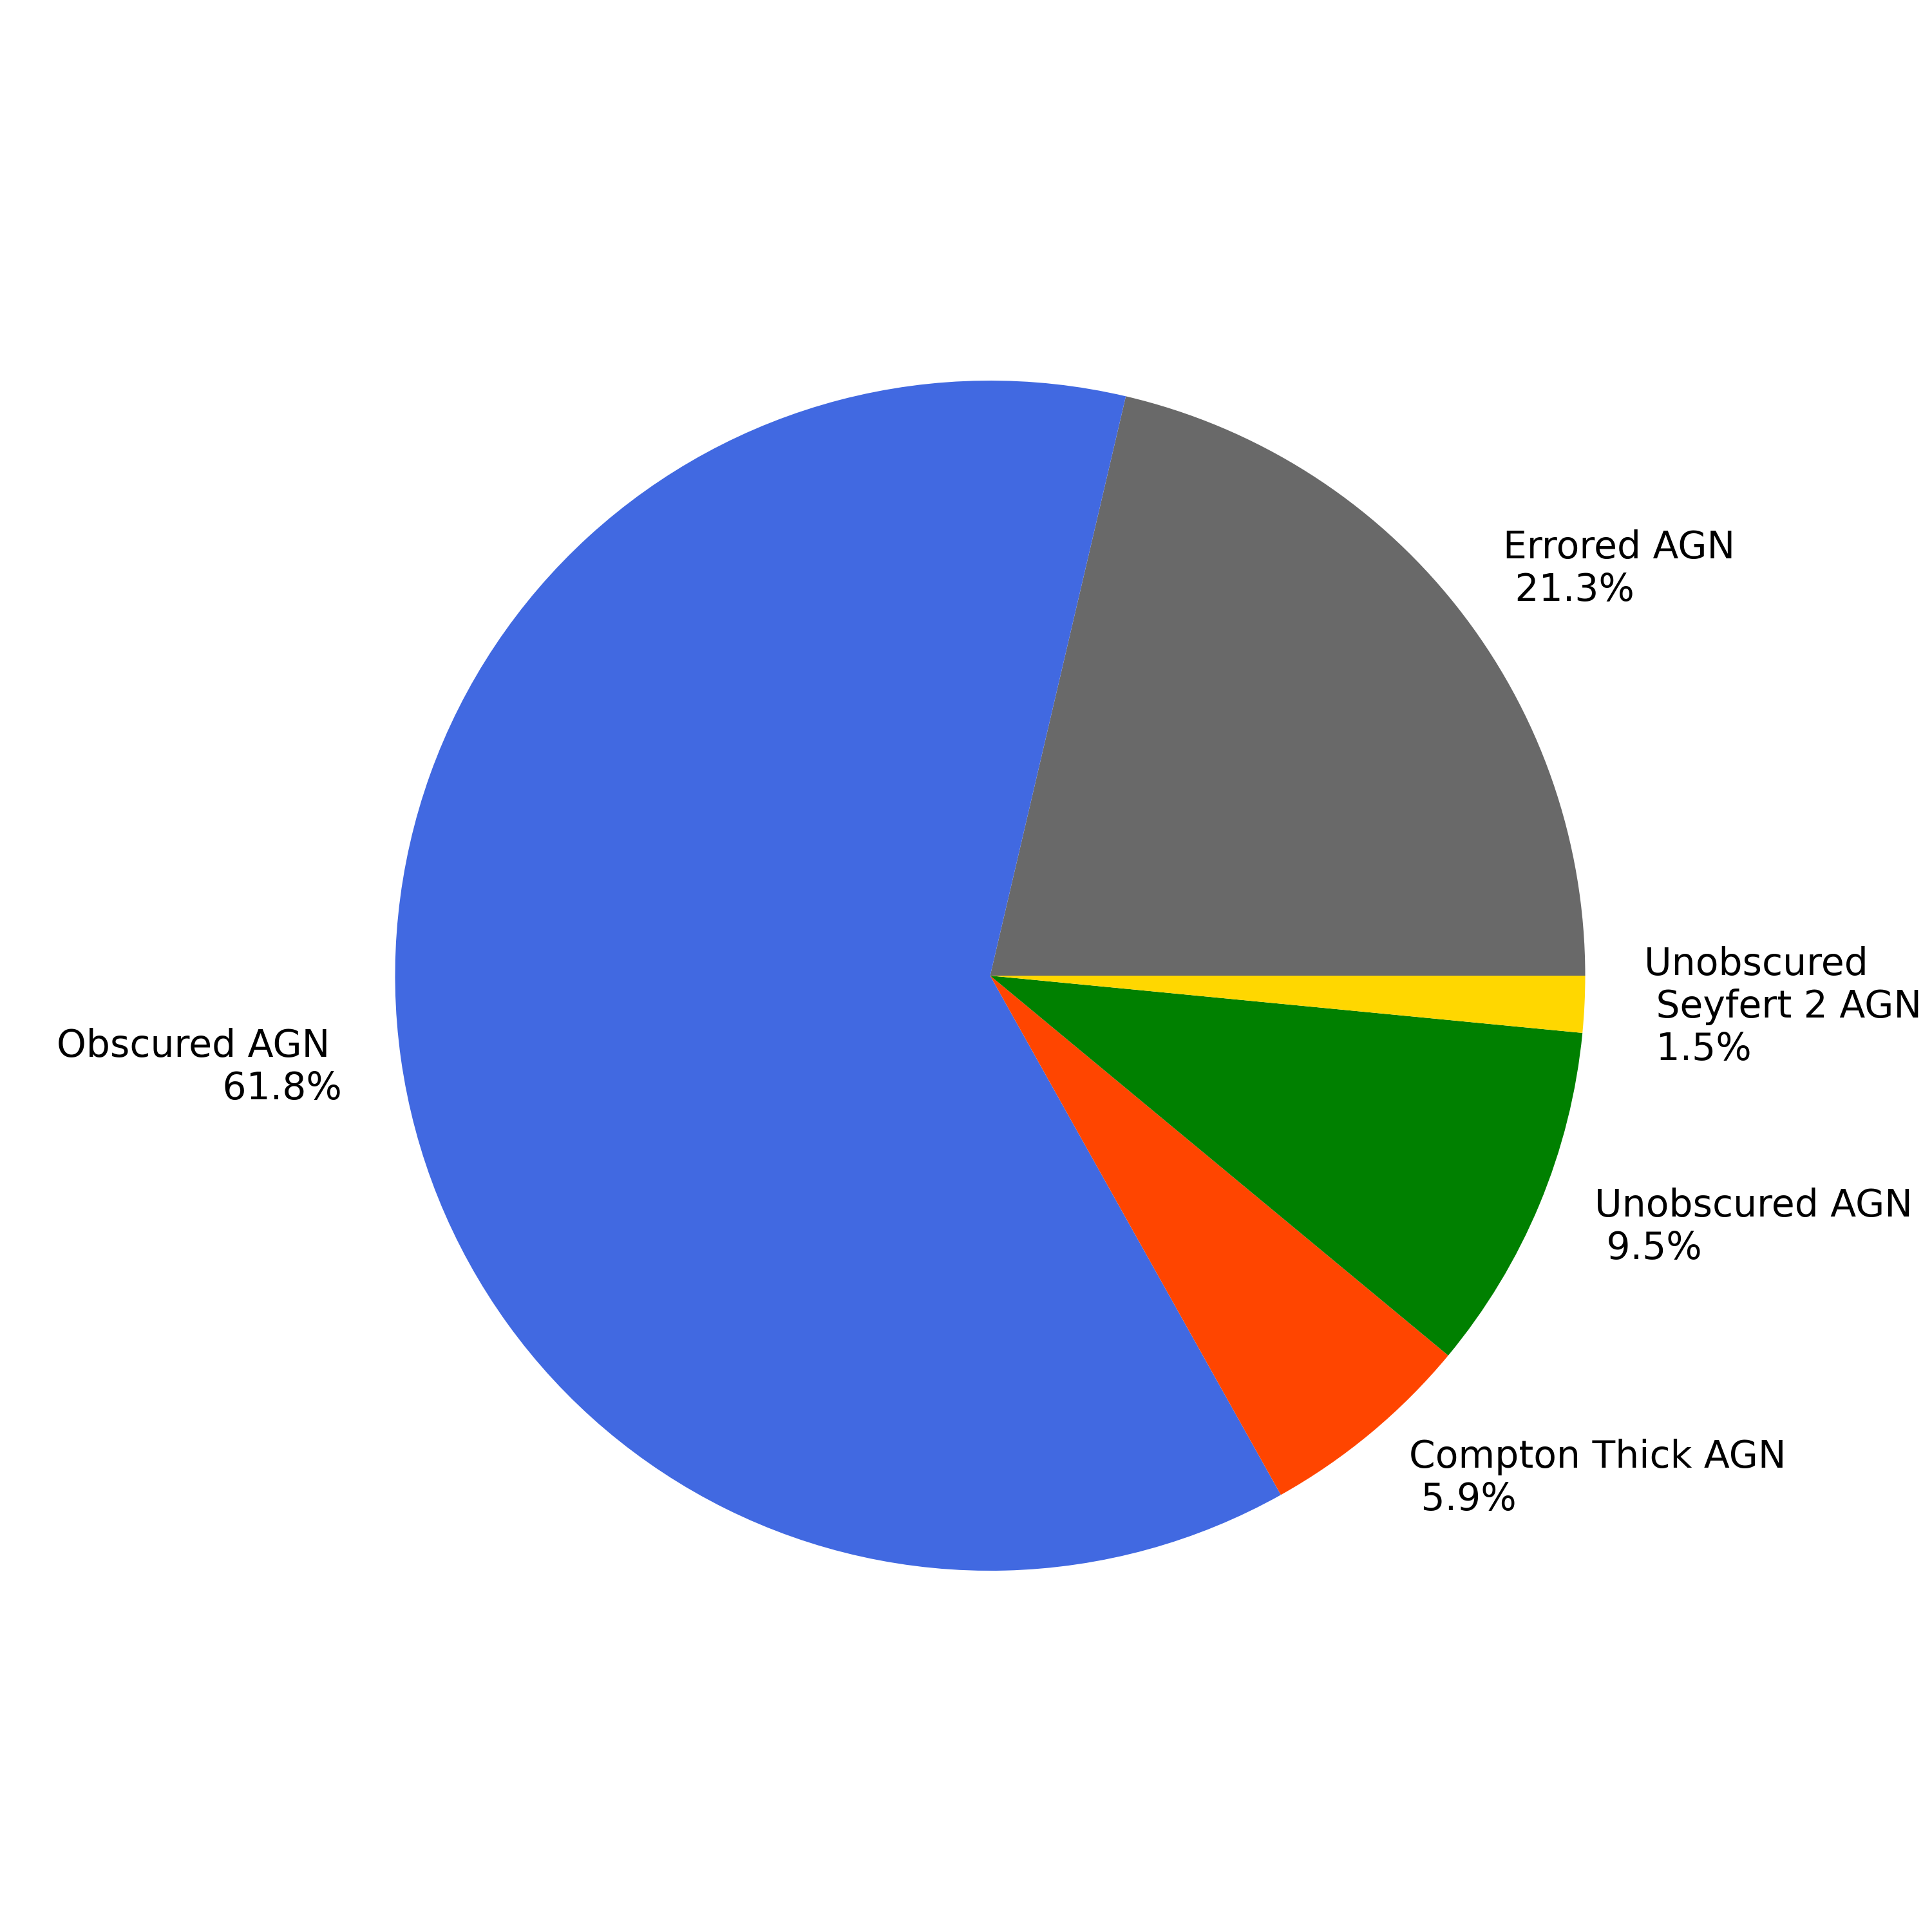 Errored AGN
21.3%
Obscured AGN
61.8%
Unobscured
Seyfert 2 AGN
1.5%
Unobscured AGN
9.5%
Compton Thick AGN
5.9%